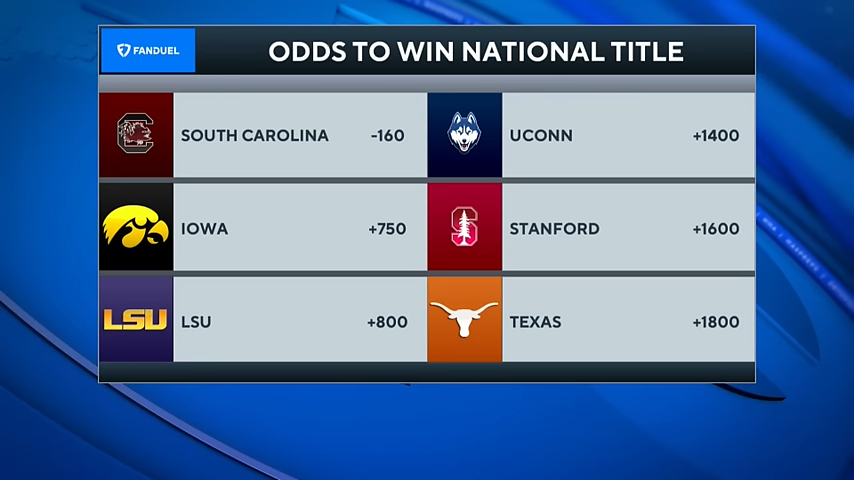 FANDUEL
ODDS TO WIN NATIONAL TITLE
SOUTH CAROLINA -160
UCONN +1400
IOWA +750
STANFORD +1600
LSU
LSU +800
TEXAS +1800